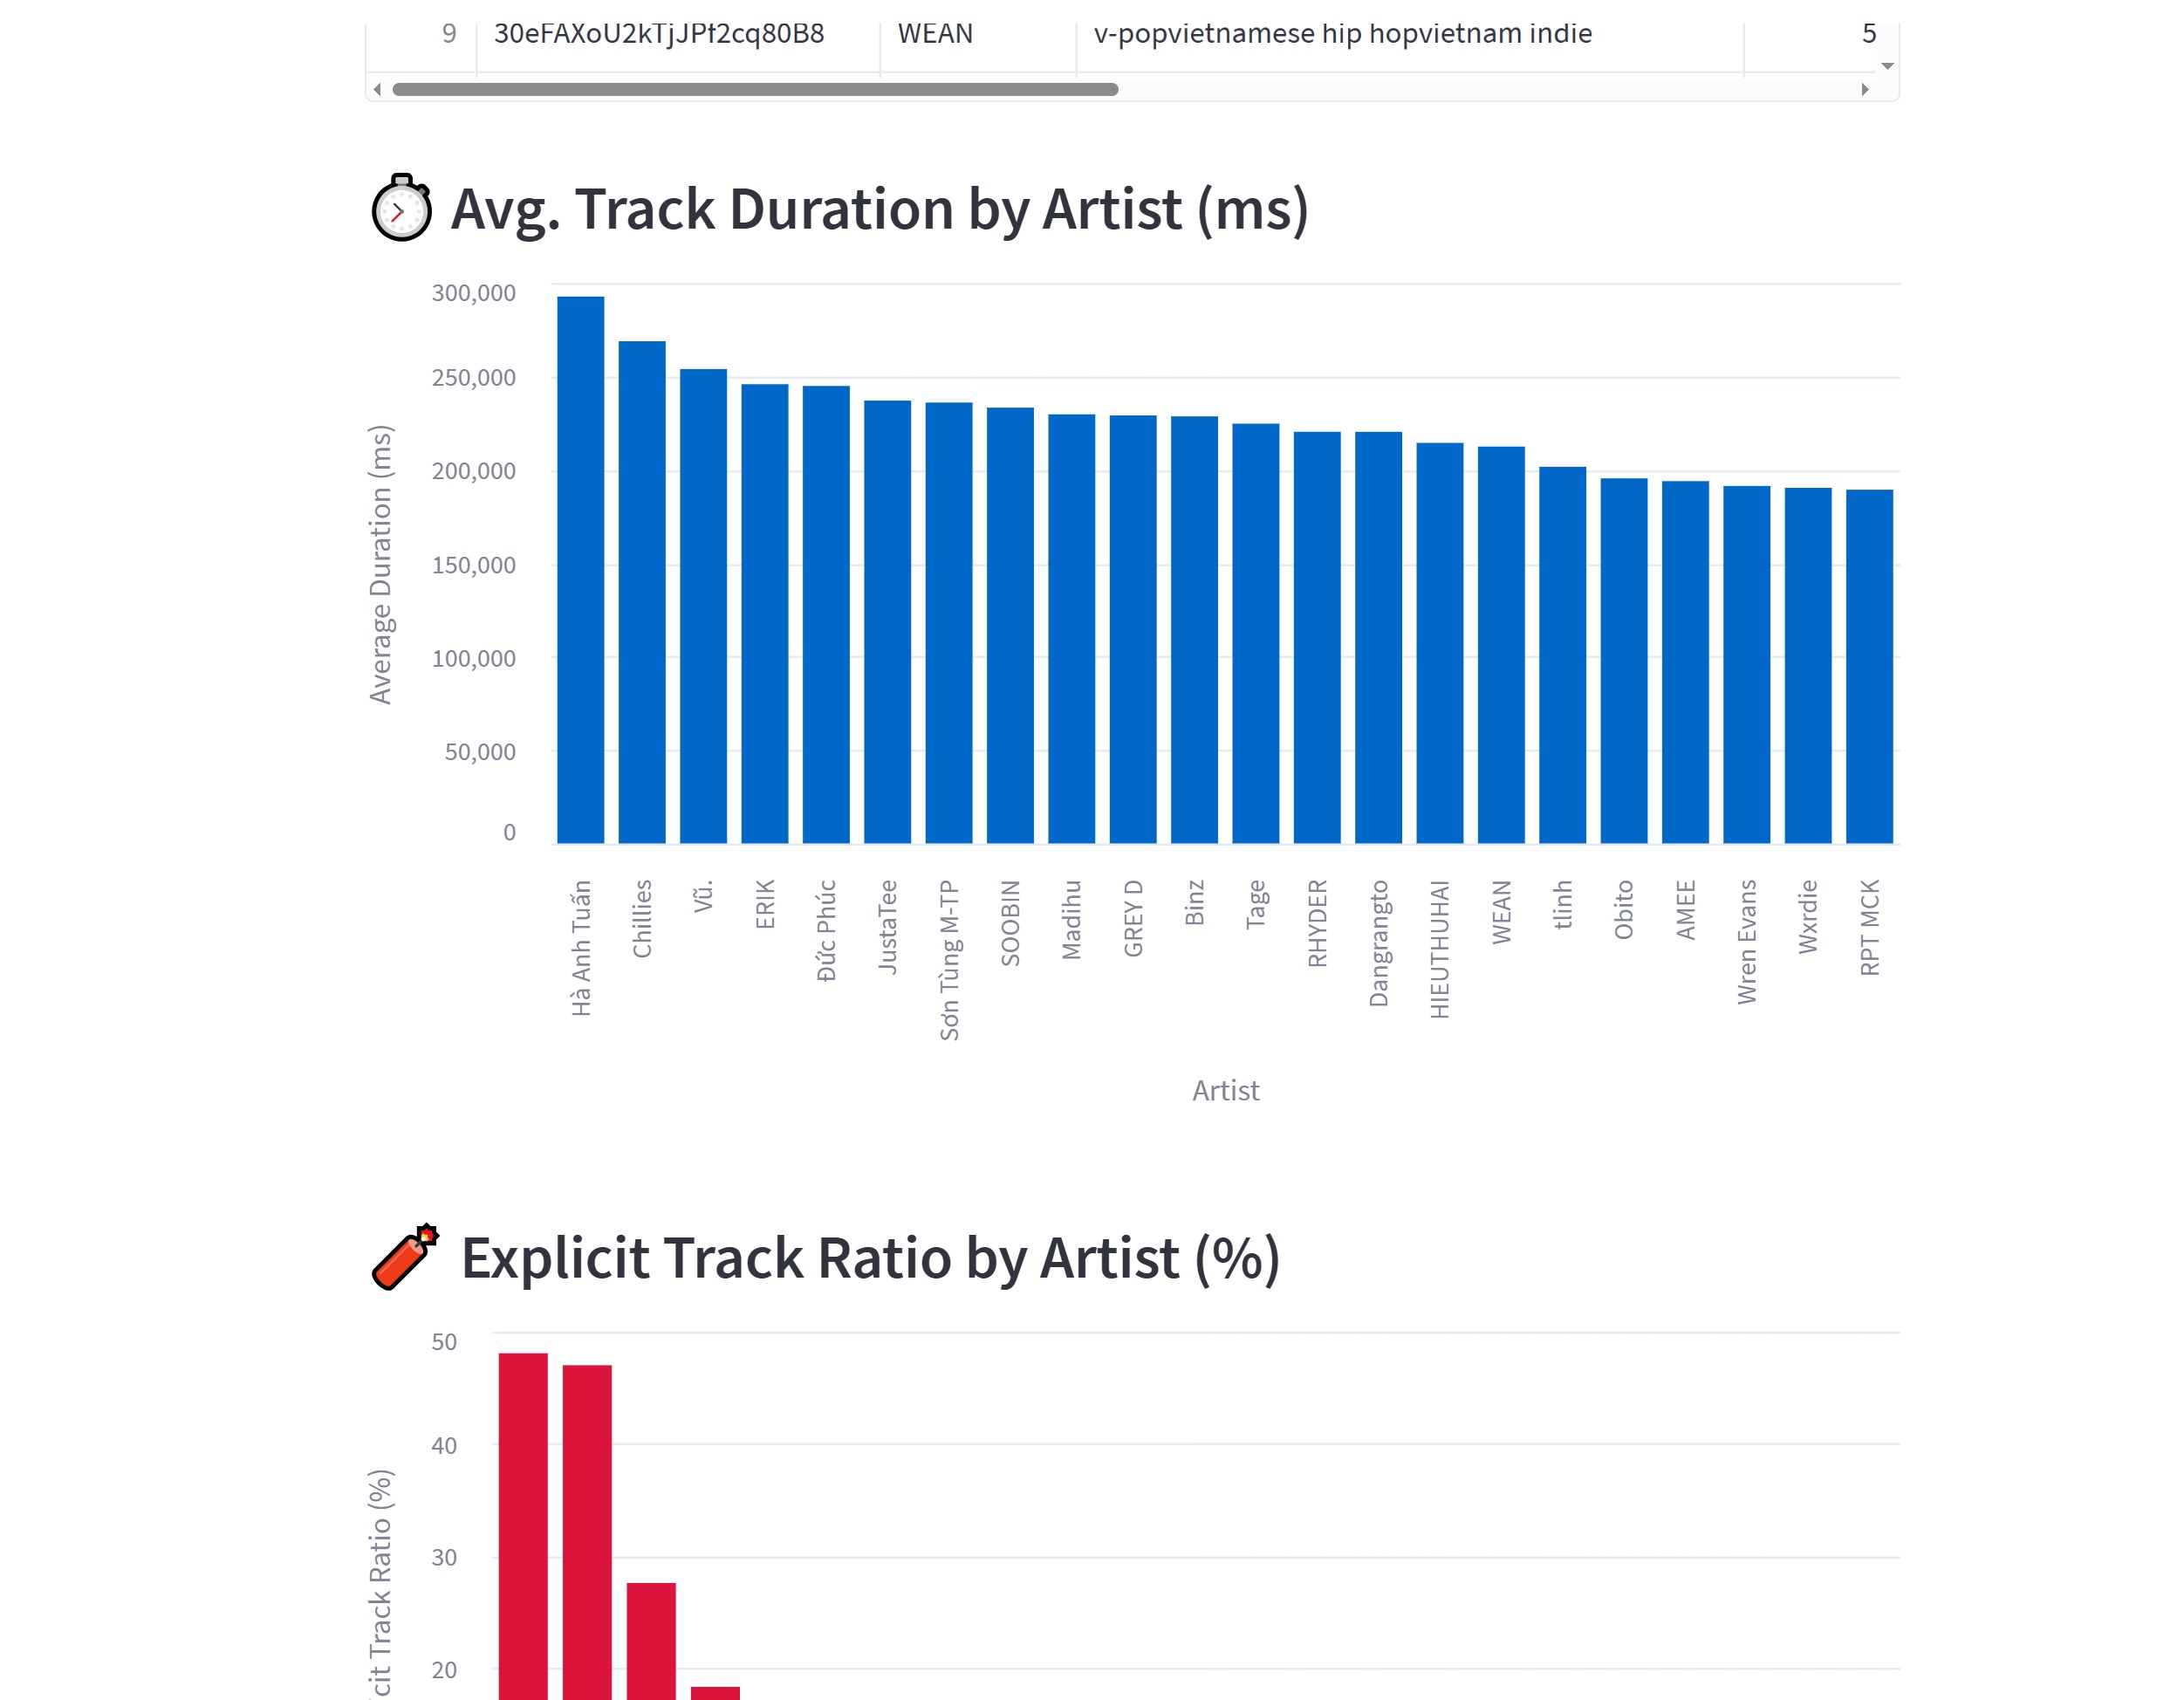 9 30eFAXoU2kTjJPf2cq80B8 WEAN v-popvietnamese hip hopvietnam indie 5
Avg. Track Duration by Artist (ms)
300,000
250,000
200,000
150,000
100,000
50,000
0
Average Duration (ms)
Hà Anh Tuấn
Chillies
Vũ.
ERIK
Đức Phúc
JustaTee
Sơn Tùng M-TP
SOOBIN
Madihu
GREY D
Binz
Tage
RHYDER
Dangrangto
HIEUTHUHAI
WEAN
tlinh
Obito
AMEE
Wren Evans
Wxrdie
RPT MCK
Artist
Explicit Track Ratio by Artist (%)
50
40
30
20
cit Track Ratio (%)